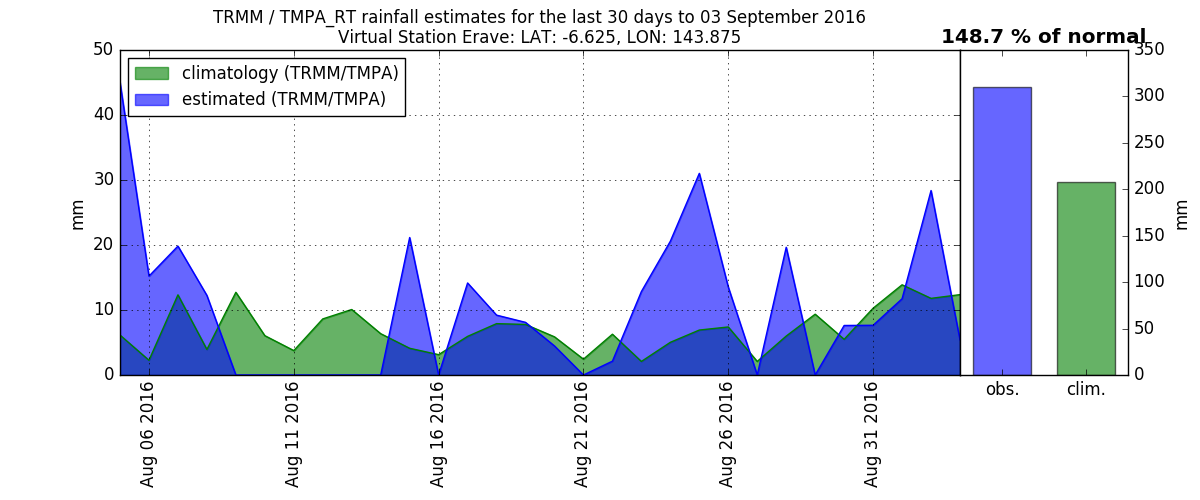 TRMM / TMPA_RT rainfall estimates for the last 30 days to 03 September 2016
Virtual Station Erave: LAT: -6.625, LON: 143.875
148.7 % of normal
climatology (TRMM/TMPA)
estimated (TRMM/TMPA)
50
40
30
20
10
0
mm
Aug 06 2016
Aug 11 2016
Aug 16 2016
Aug 21 2016
Aug 26 2016
Aug 31 2016
350
300
250
200
150
100
50
0
mm
obs.
clim.